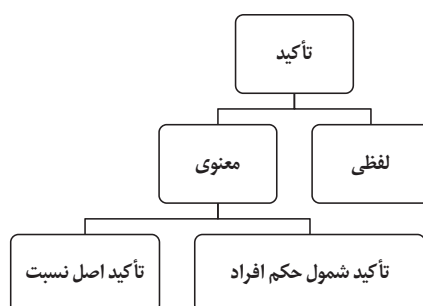 تأکید
لفظی
معنوی
تأکید شمول حکم افراد
تأکید اصل نسبت